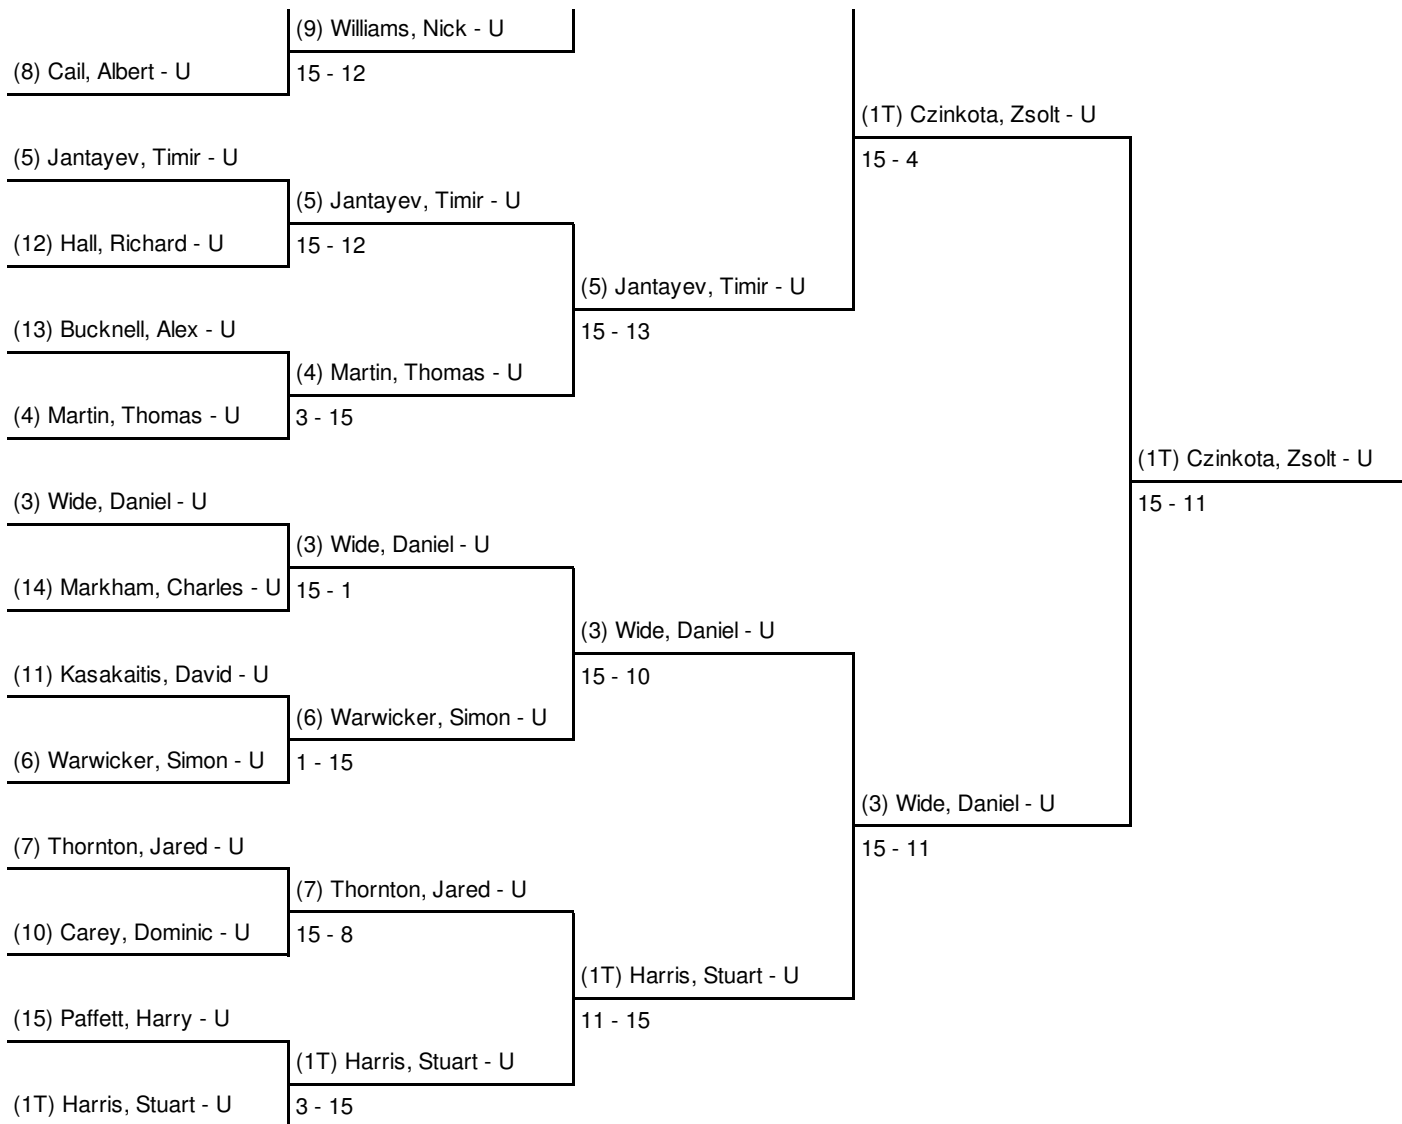 (9) Williams, Nick - U
(8) Cail, Albert - U
15 - 12
(1T) Czinkota, Zsolt - U
(5) Jantayev, Timir - U
15 - 4
(5) Jantayev, Timir - U
(12) Hall, Richard - U
15 - 12
(5) Jantayev, Timir - U
(13) Bucknell, Alex - U
15 - 13
(4) Martin, Thomas - U
(4) Martin, Thomas - U
3 - 15
(1T) Czinkota, Zsolt - U
(3) Wide, Daniel - U
15 - 11
(3) Wide, Daniel - U
(14) Markham, Charles - U
15 - 1
(3) Wide, Daniel - U
(11) Kasakaitis, David - U
15 - 10
(6) Warwicker, Simon - U
(6) Warwicker, Simon - U
1 - 15
(3) Wide, Daniel - U
(7) Thornton, Jared - U
15 - 11
(7) Thornton, Jared - U
(10) Carey, Dominic - U
15 - 8
(1T) Harris, Stuart - U
(15) Paffett, Harry - U
11 - 15
(1T) Harris, Stuart - U
(1T) Harris, Stuart - U
3 - 15